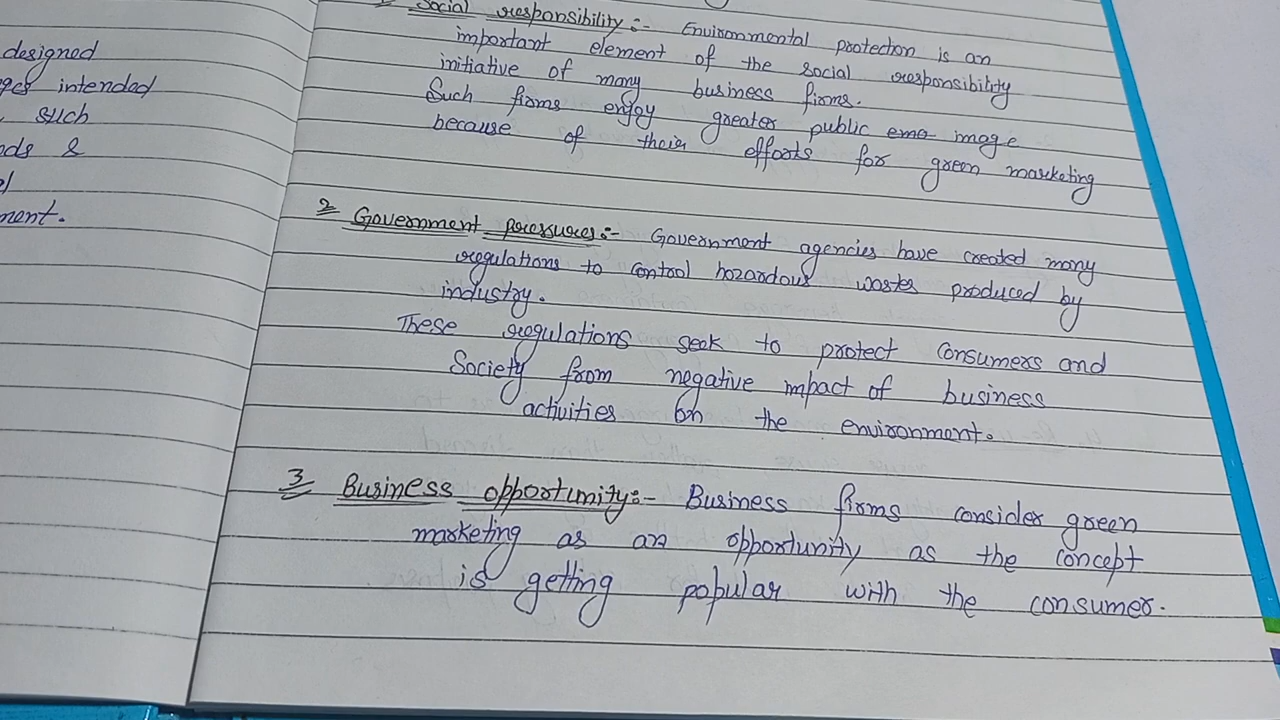 designed
intended
such
&
Social responsibility :- Environmental protection is an
important element of the social responsibility
initiative of many business firms.
Such firms enjoy greater public ema image
because of their efforts for green marketing
2 Government pressures:- Government agencies have created many
regulations to control hozardous wastes produced by
industry.
These regulations seek to protect consumers and
Society from negative impact of business
activities on the environment.
3 Business opportunity:- Business firms consider green
marketing as an opportunity as the concept
is getting popular with the consumer.